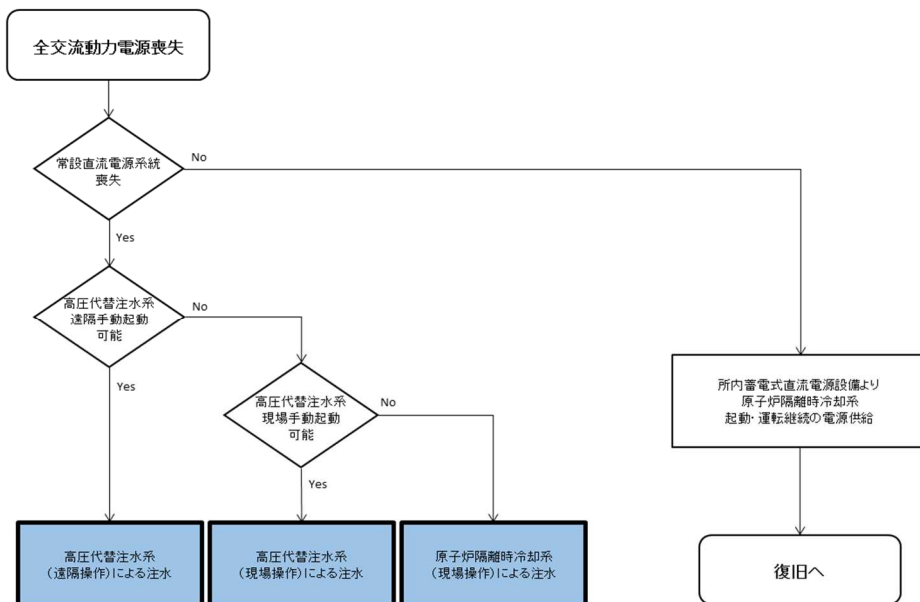 全交流動力電源喪失
常設直流電源系統
喪失
No
Yes
高圧代替注水系
遠隔手動起動
可能
No
Yes
高圧代替注水系
現場手動起動
可能
No
Yes
所内蓄電式直流電源設備より
原子炉隔離時冷却系
起動・運転継続の電源供給
高圧代替注水系
(遠隔操作)による注水
高圧代替注水系
(現場操作)による注水
原子炉隔離時冷却系
(現場操作)による注水
復旧へ